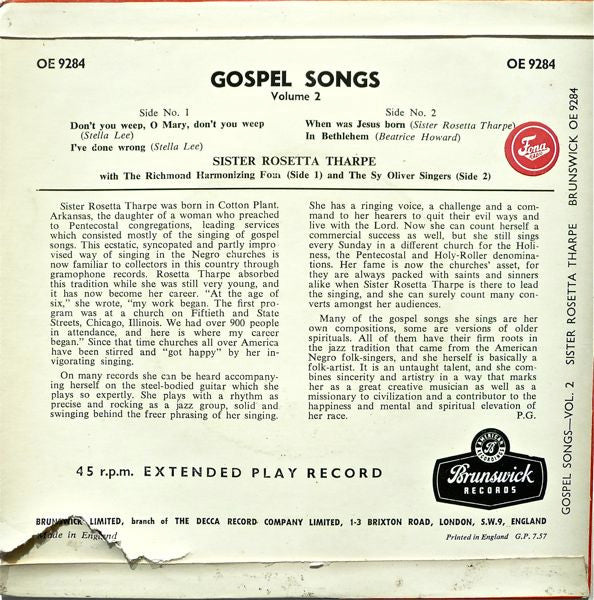 OE 9284
OE 9284
GOSPEL SONGS
Volume 2
Side No. 1
Don't you weep, O Mary, don't you weep
(Stella Lee)
I've done wrong (Stella Lee)
Side No. 2
When was Jesus born (Sister Rosetta Tharpe)
In Bethlehem (Beatrice Howard)
Fona
RADIO
SISTER ROSETTA THARPE
with The Richmond Harmonizing Four (Side 1) and The Sy Oliver Singers (Side 2)
Sister Rosetta Tharpe was born in Cotton Plant,
Arkansas, the daughter of a woman who preached
to Pentecostal congregations, leading services
which consisted mostly of the singing of gospel
songs. This ecstatic, syncopated and partly impro-
vised way of singing in the Negro churches is
now familiar to collectors in this country through
gramophone records. Rosetta Tharpe absorbed
this tradition while she was still very young, and
it has now become her career. "At the age of
six," she wrote, "my work began. The first pro-
gram was at a church on Fiftieth and State
Streets, Chicago, Illinois. We had over 900 people
in attendance, and here is where my career
began." Since that time churches all over America
have been stirred and "got happy" by her in-
vigorating singing.
On many records she can be heard accompany-
ing herself on the steel-bodied guitar which she
plays so expertly. She plays with a rhythm as
precise and rocking as a jazz group, solid and
swinging behind the freer phrasing of her singing.
She has a ringing voice, a challenge and a com-
mand to her hearers to quit their evil ways and
live with the Lord. Now she can count herself a
commercial success as well, but she still sings
every Sunday in a different church for the Holi-
ness, the Pentecostal and Holy-Roller denomina-
tions. Her fame is now the churches' asset, for
they are always packed with saints and sinners
alike when Sister Rosetta Tharpe is there to lead
the singing, and she can surely count many con-
verts amongst her audiences.
Many of the gospel songs she sings are her
own compositions, some are versions of older
spirituals. All of them have their firm roots in
the jazz tradition that came from the American
Negro folk-singers, and she herself is basically a
folk-artist. It is an untaught talent, and she com-
bines sincerity and artistry in a way that marks
her as a great creative musician as well as a
missionary to civilization and a contributor to the
happiness and mental and spiritual elevation of
her race. P.G.
45 r.p.m. EXTENDED PLAY RECORD
AMERICAN
RECORDINGS
Brunswick
RECORDS
BRUNSWICK LIMITED, branch of THE DECCA RECORD COMPANY LIMITED, 1-3 BRIXTON ROAD, LONDON, S.W.9, ENGLAND
Made in England
Printed in England G.P. 7.57
GOSPEL SONGS—VOL. 2 SISTER ROSETTA THARPE BRUNSWICK OE 9284